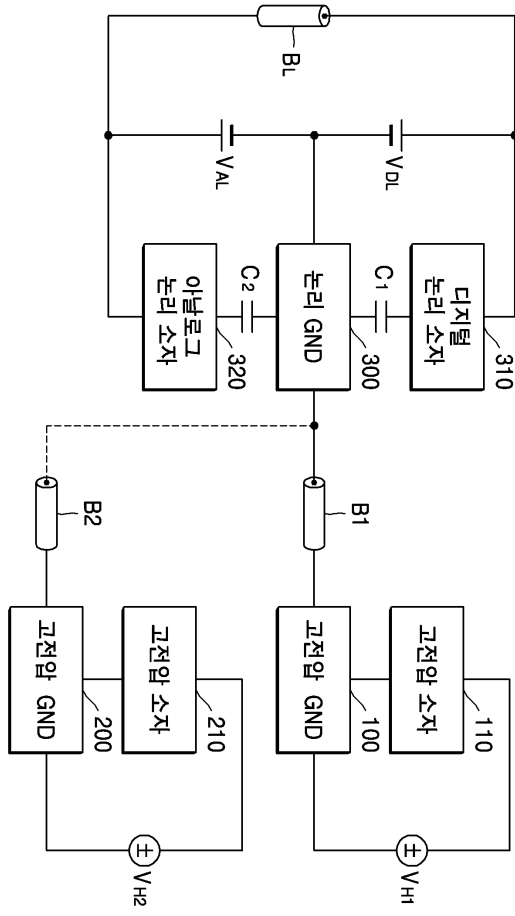 BL
VAL
VDL
아날로그
논리 소자
320
C2
논리 GND
300
C1
디지털
논리 소자
310
B2
B1
고전압 GND
200
고전압 소자
210
고전압 GND
100
고전압 소자
110
± VH2
± VH1